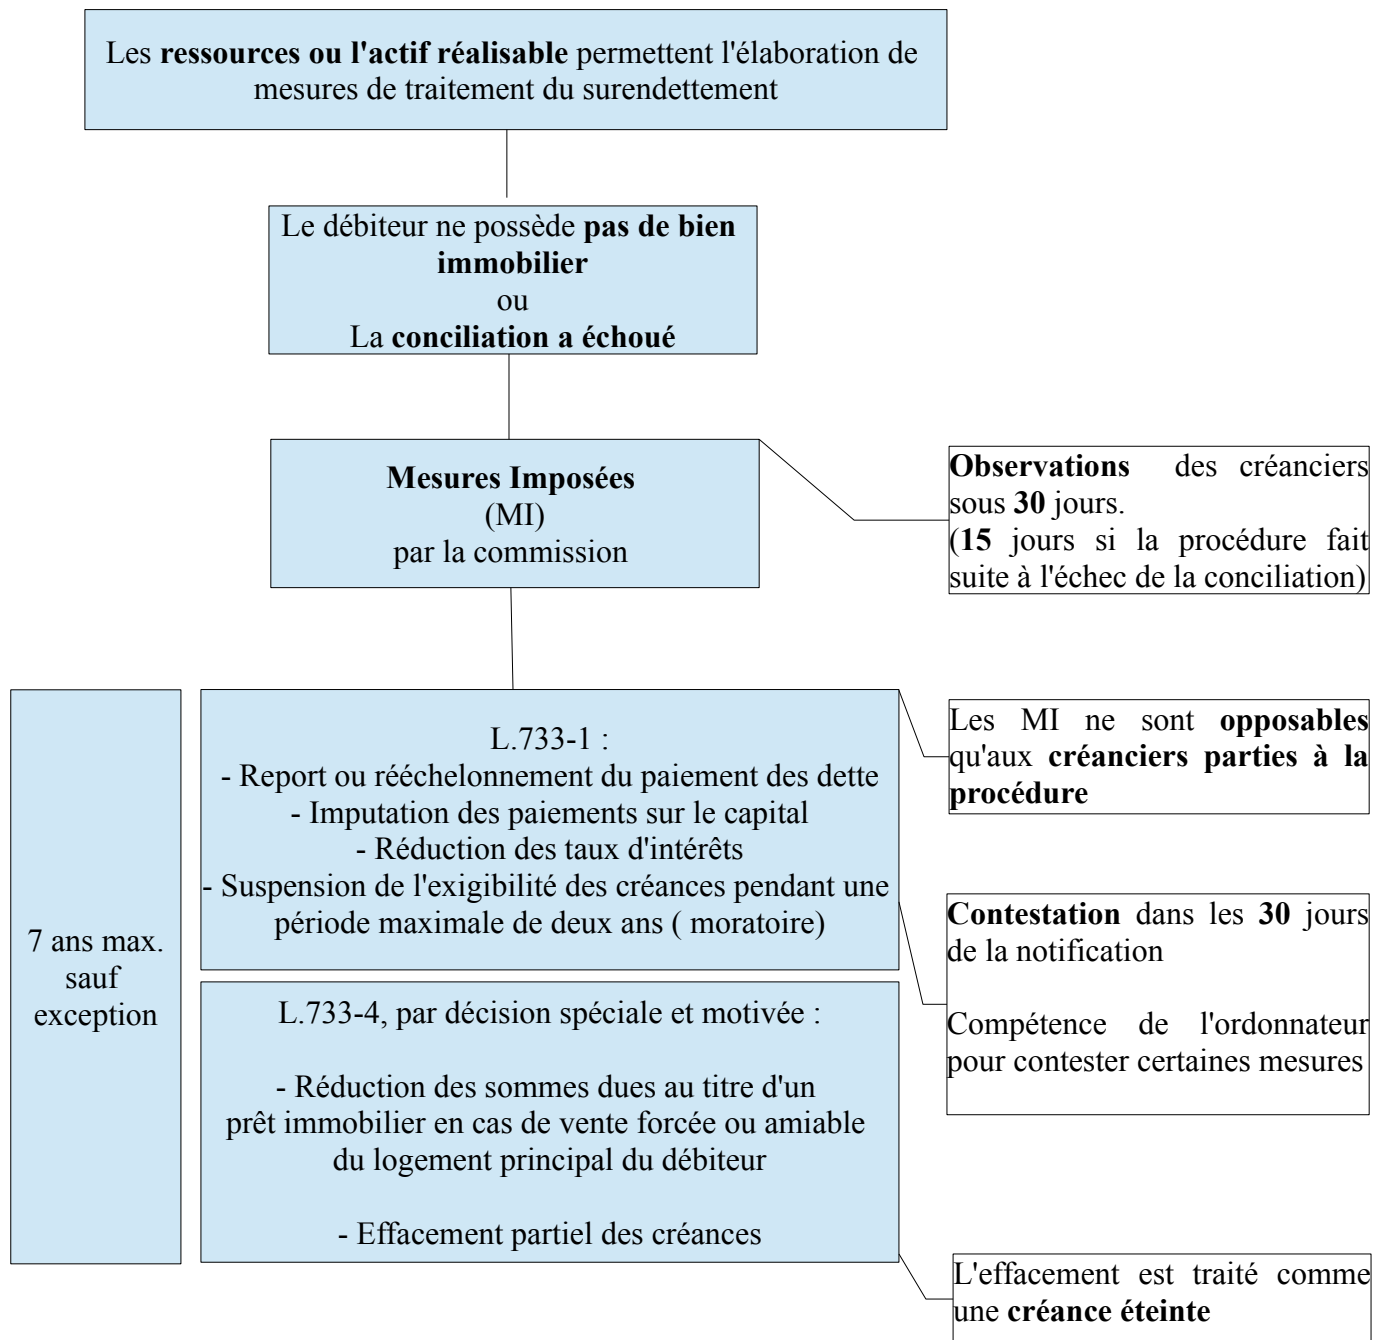 Les ressources ou l'actif réalisable permettent l'élaboration de
mesures de traitement du surendettement
Le débiteur ne possède pas de bien
immobilier
ou
La conciliation a échoué
Mesures Imposées
(MI)
par la commission
Observations des créanciers
sous 30 jours.
(15 jours si la procédure fait
suite à l'échec de la conciliation)
7 ans max.
sauf
exception
L.733-1 :
- Report ou rééchelonnement du paiement des dette
- Imputation des paiements sur le capital
- Réduction des taux d'intérêts
- Suspension de l'exigibilité des créances pendant une
période maximale de deux ans ( moratoire)
Les MI ne sont opposables
qu'aux créanciers parties à la
procédure
Contestation dans les 30 jours
de la notification
Compétence de l'ordonnateur
pour contester certaines mesures
L.733-4, par décision spéciale et motivée :
- Réduction des sommes dues au titre d'un
prêt immobilier en cas de vente forcée ou amiable
du logement principal du débiteur
- Effacement partiel des créances
L'effacement est traité comme
une créance éteinte